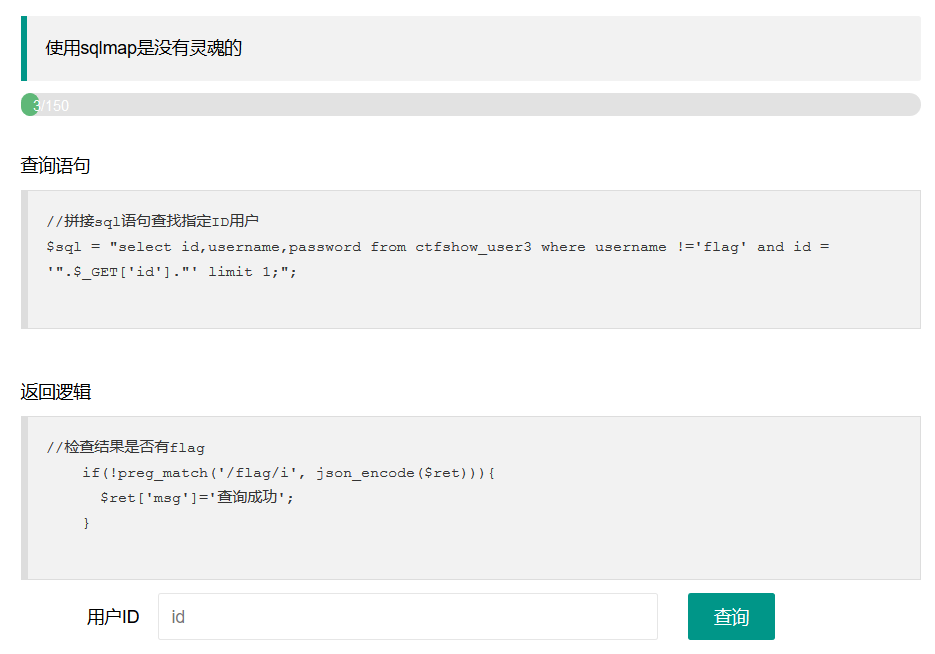 使用sqlmap是没有灵魂的
3/150
查询语句
//拼接sql语句查找指定ID用户
$sql = "select id,username,password from ctfshow_user3 where username !='flag' and id =
'".$_GET['id']."' limit 1;";
返回逻辑
//检查结果是否有flag
if(!preg_match('/flag/i', json_encode($ret))){
$ret['msg']='查询成功';
}
用户ID id 查询